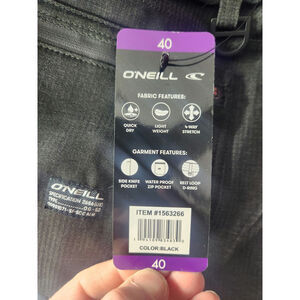 40
O'NEILL
FABRIC FEATURES:
QUICK DRY
LIGHT WEIGHT
4-WAY STRETCH
GARMENT FEATURES:
SIDE KNIFE POCKET
WATER PROOF ZIP POCKET
BELT LOOP D-RING
ITEM #1563266
COLOR:BLACK
40
O'NEILL